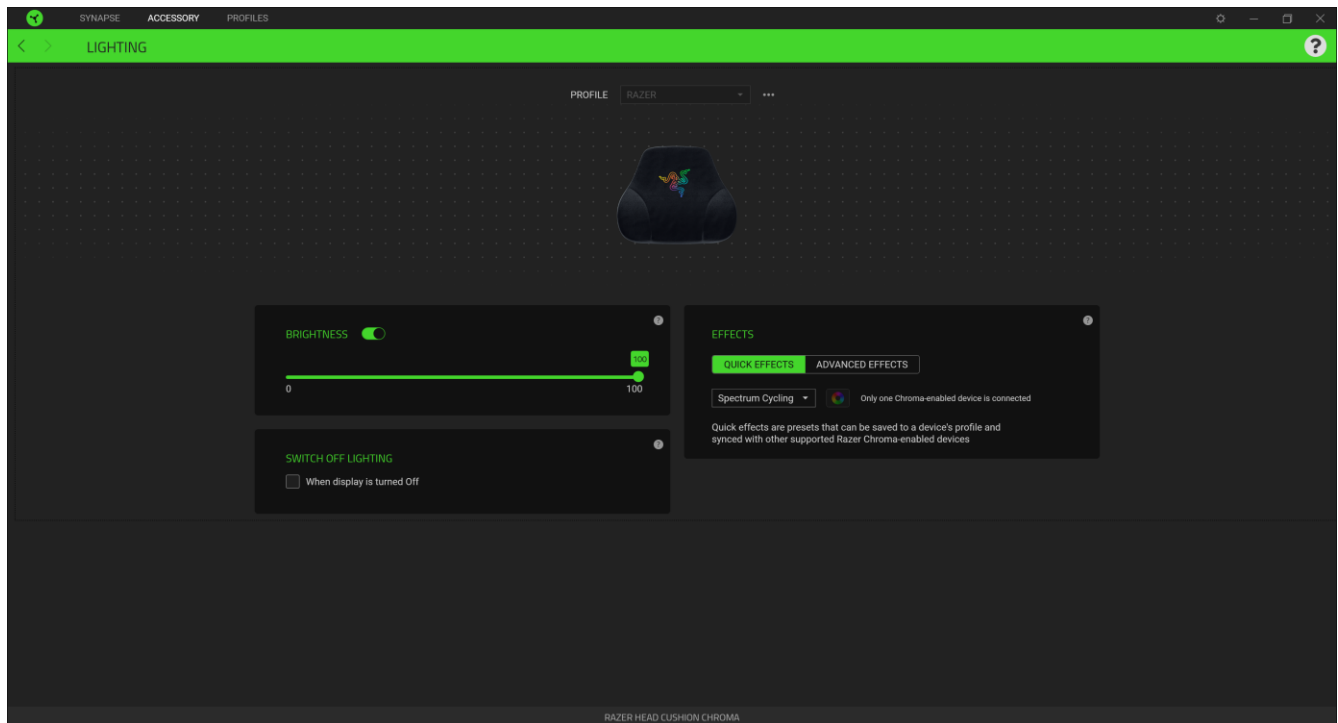 SYNAPSE ACCESSORY PROFILES
LIGHTING
?
PROFILE RAZER
BRIGHTNESS
?
100
0 100
SWITCH OFF LIGHTING
?
When display is turned Off
EFFECTS
?
QUICK EFFECTS ADVANCED EFFECTS
Spectrum Cycling Only one Chroma-enabled device is connected
Quick effects are presets that can be saved to a device's profile and
synced with other supported Razer Chroma-enabled devices
RAZER HEAD CUSHION CHROMA